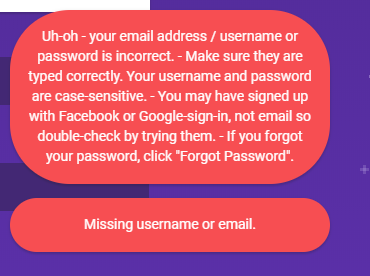 Uh-oh - your email address / username or
password is incorrect. - Make sure they are
typed correctly. Your username and password
are case-sensitive. - You may have signed up
with Facebook or Google-sign-in, not email so
double-check by trying them. - If you forgot
your password, click "Forgot Password".
Missing username or email.